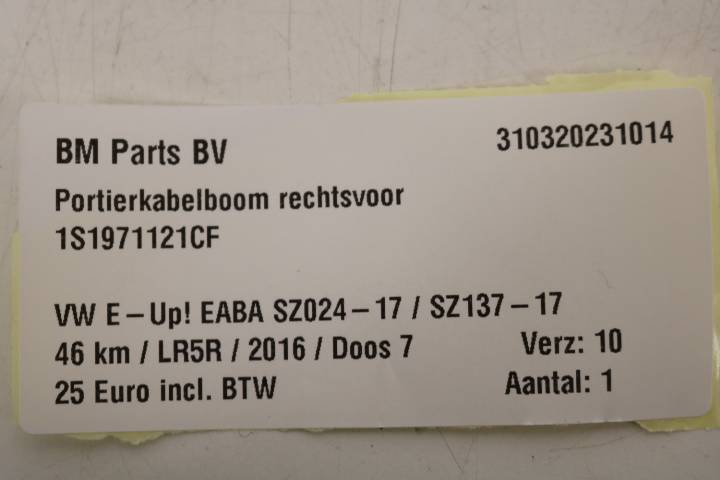 BM Parts BV 310320231014
Portierkabelboom rechtsvoor
1S1971121CF
VW E-Up! EABA SZ024-17 / SZ137-17
46 km / LR5R / 2016 / Doos 7 Verz: 10
25 Euro incl. BTW Aantal: 1